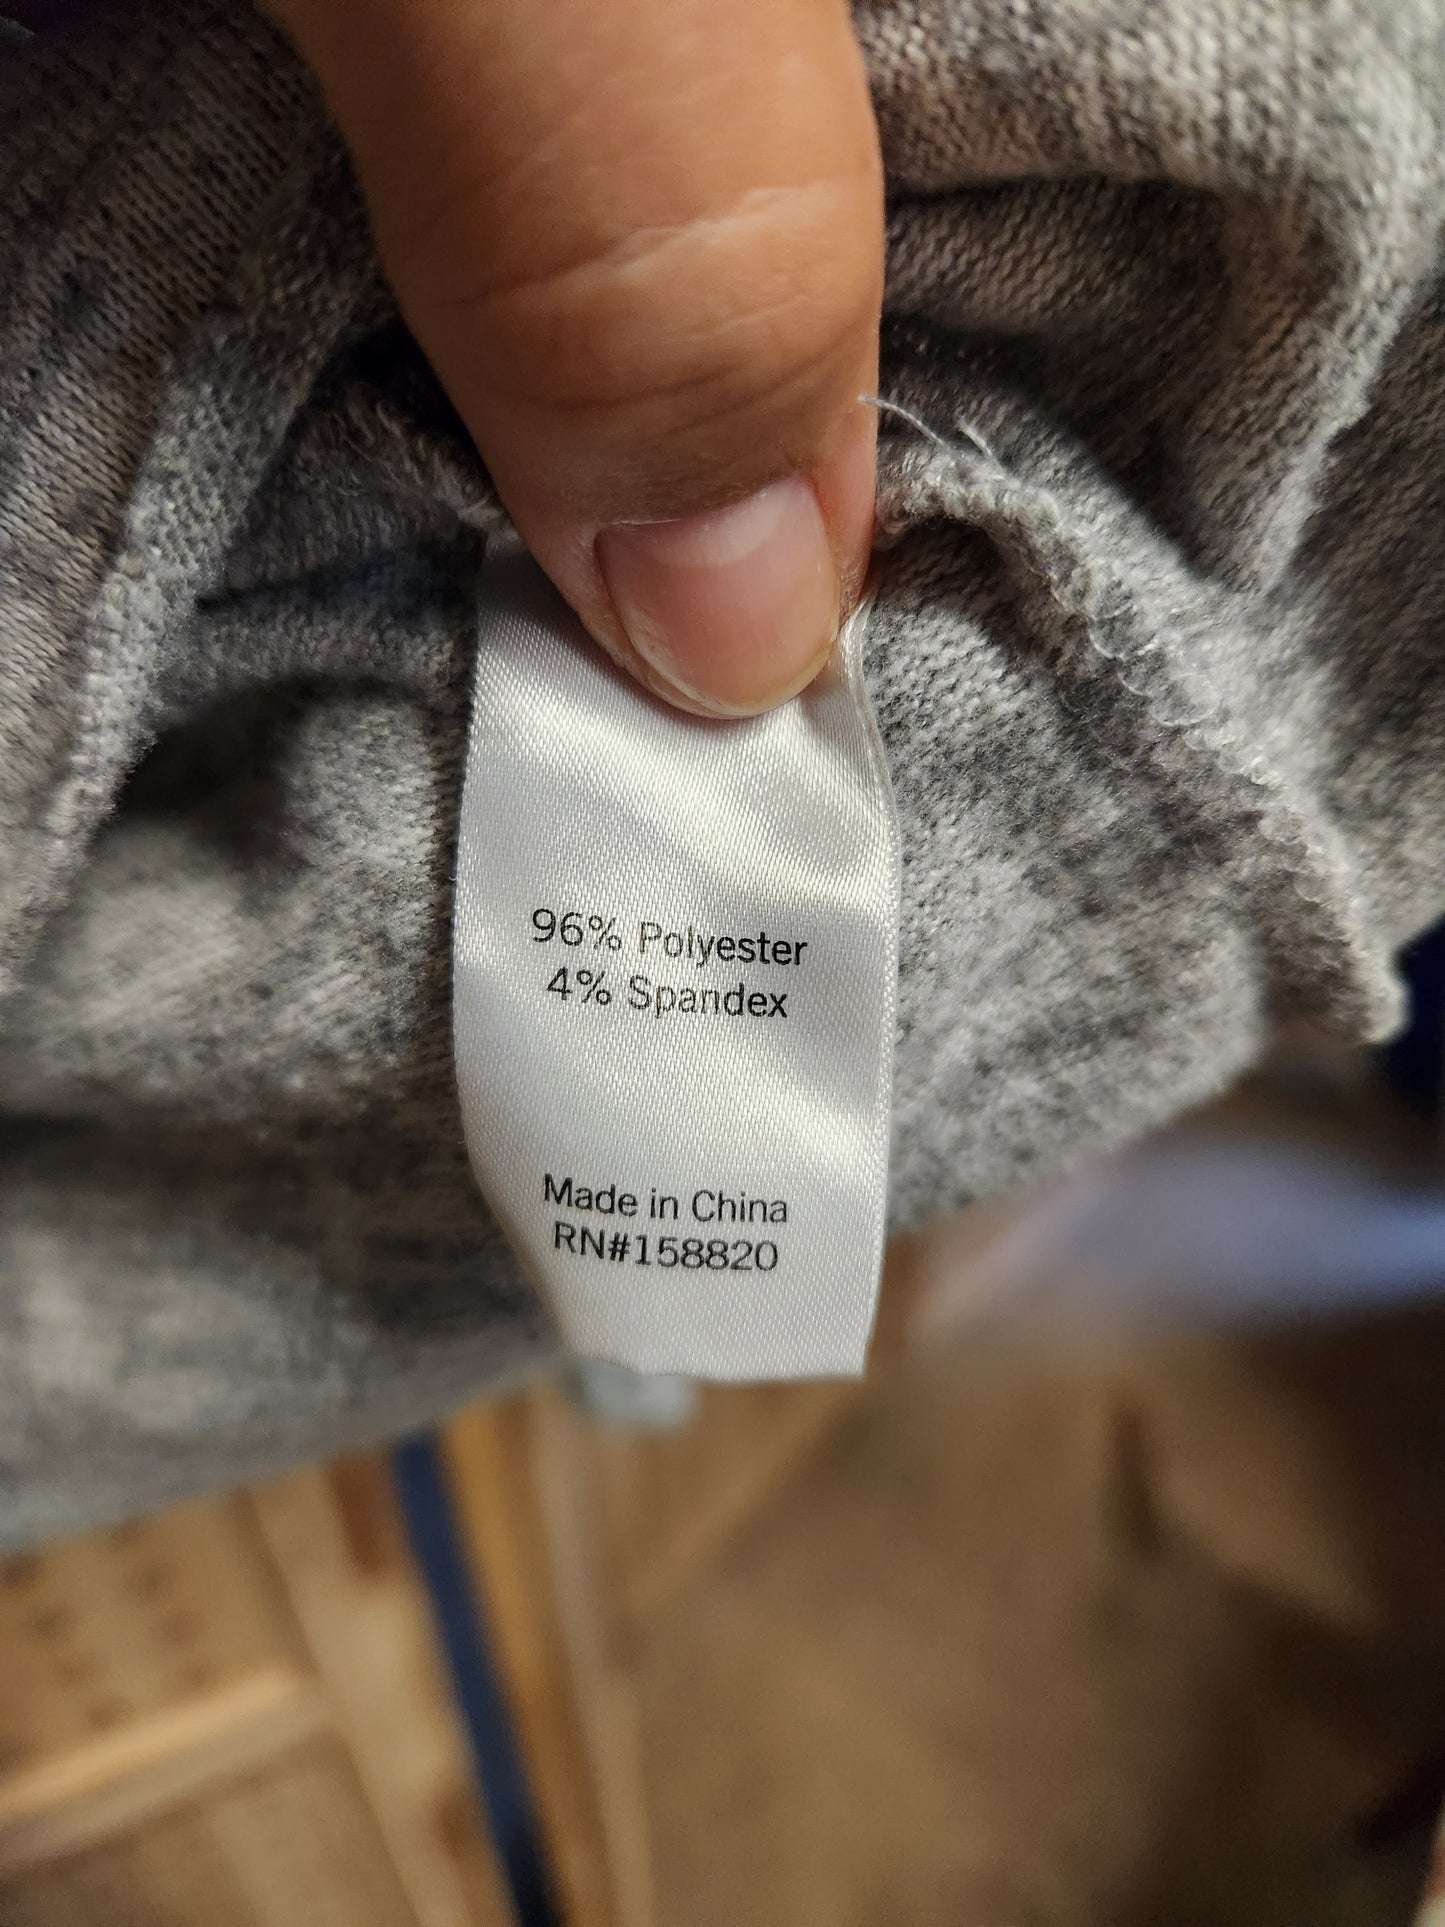 96% Polyester
4% Spandex
Made in China
RN#158820